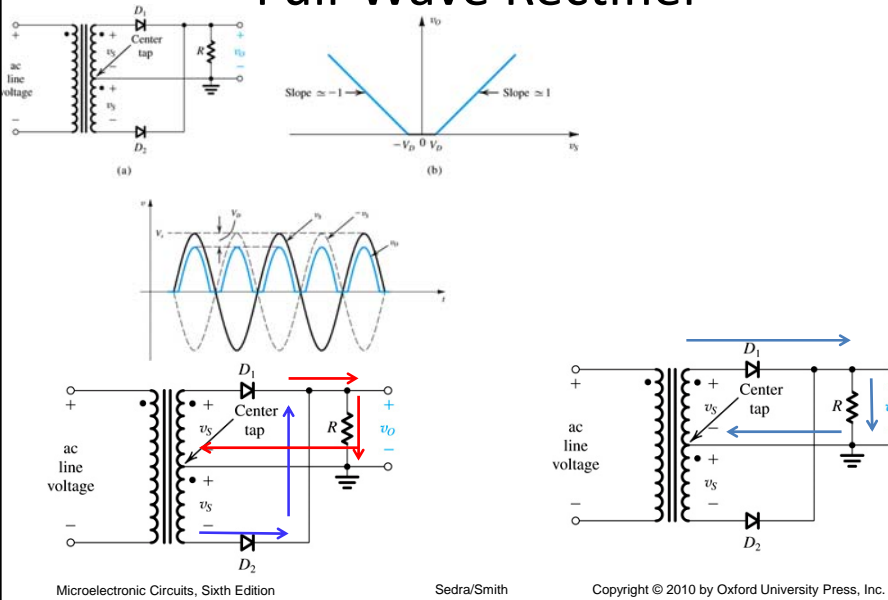 Full Wave Rectifier
D₁
+
Center
tap
+
vS
−
R
+
vO
−
ac
line
voltage
+
vS
−
−
D₂
(a)
vO
Slope ≃ −1
Slope ≃ 1
−VD 0 VD
vS
(b)
v
VD
vS
−vS
Vs
vO
t
D₁
+
+
Center
tap
vS
R
+
vO
−
ac
line
voltage
+
vS
−
−
D₂
D₁
+
+
Center
tap
vS
−
R
ac
line
voltage
+
vS
−
−
D₂
Microelectronic Circuits, Sixth Edition
Sedra/Smith
Copyright © 2010 by Oxford University Press, Inc.